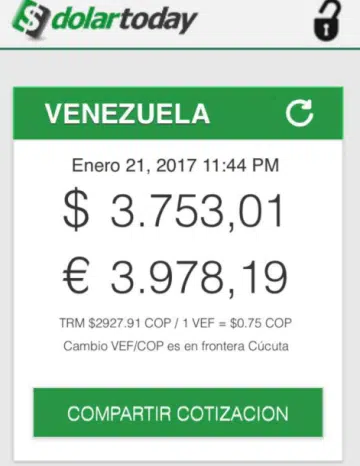 dolartoday
VENEZUELA
Enero 21, 2017 11:44 PM
$ 3.753,01
€ 3.978,19
TRM $2927.91 COP / 1 VEF = $0.75 COP
Cambio VEF/COP es en frontera Cúcuta
COMPARTIR COTIZACION